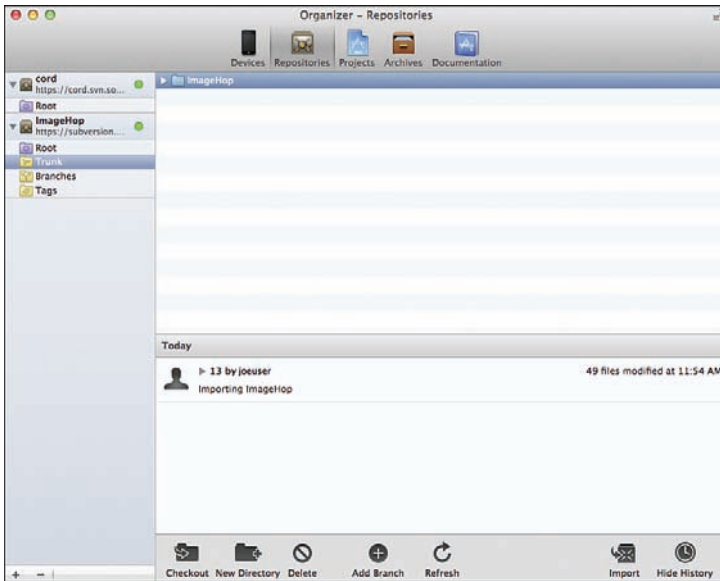 Organizer – Repositories
Devices Repositories Projects Archives Documentation
cord
https://cord.svn.so...
Root
ImageHop
https://subversion....
Root
Trunk
Branches
Tags
ImageHop
Today
13 by joeuser
49 files modified at 11:54 AM
Importing ImageHop
Checkout New Directory Delete Add Branch Refresh Import Hide History